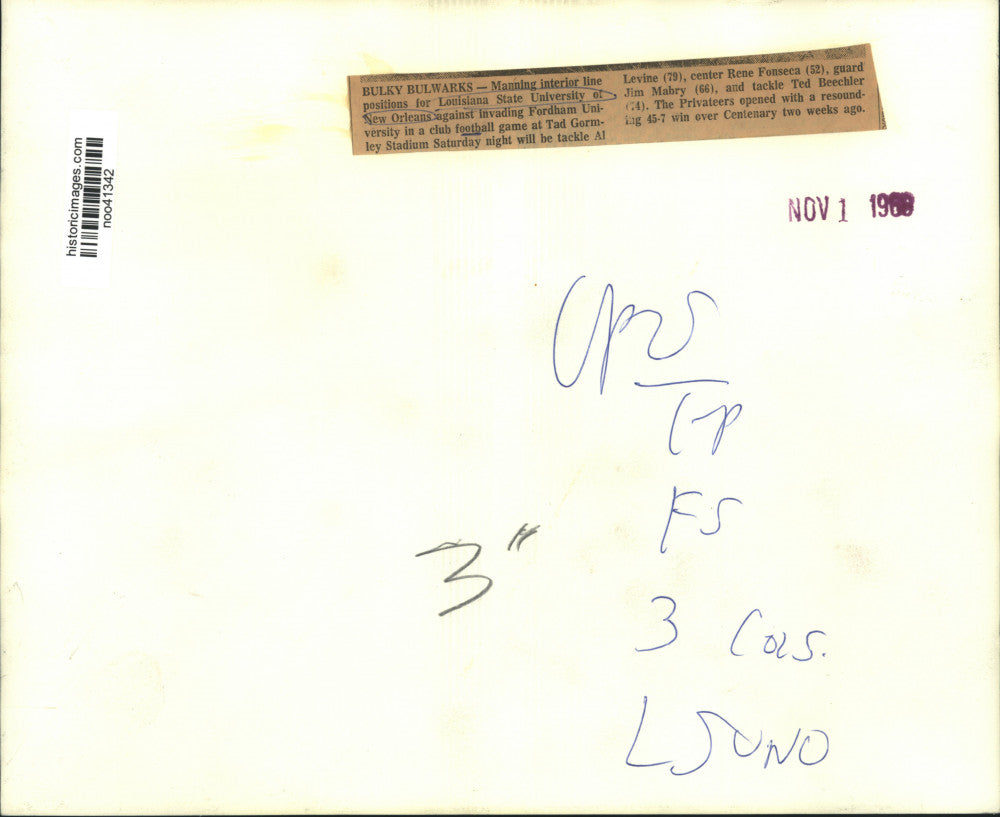 BULKY BULWARKS — Manning interior line
positions for Louisiana State University of
New Orleans against invading Fordham Uni-
versity in a club football game at Tad Gorm-
ley Stadium Saturday night will be tackle Al
Levine (79), center Rene Fonseca (52), guard
Jim Mabry (66), and tackle Ted Beechler
(74). The Privateers opened with a resound-
ing 45-7 win over Centenary two weeks ago.
historicimages.com
noo41342
NOV 1
FS
3"
3 Cols.
LSUNO